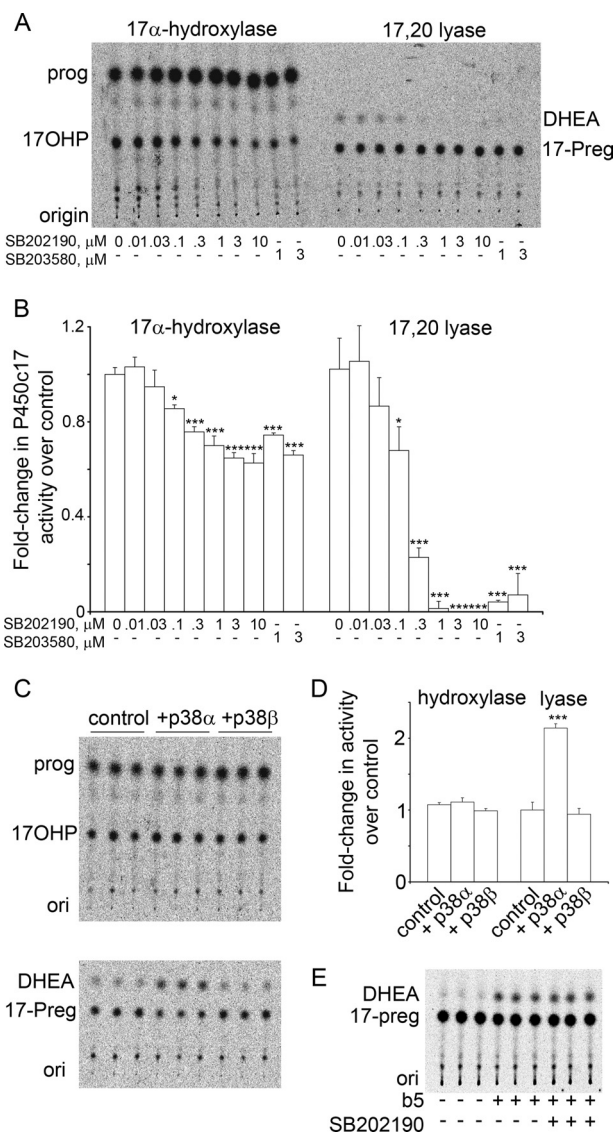 A
17α-hydroxylase 17,20 lyase
prog
17OHP
origin
DHEA
17-Preg
SB202190, μM 0 .01 .03 .1 .3 1 3 10 - - 0 .01 .03 .1 .3 1 3 10 - -
SB203580, μM - - - - - - - - 1 3 - - - - - - - - 1 3
B
17α-hydroxylase 17,20 lyase
Fold-change in P450c17
activity over control
1.2
0.8
0.4
0
* *** *** *** *** *** *** * *** *** *** *** *** ***
SB202190, μM 0 .01 .03 .1 .3 1 3 10 - - 0 .01 .03 .1 .3 1 3 10 - -
SB203580, μM - - - - - - - - 1 3 - - - - - - - - 1 3
C
control +p38α +p38β
prog
17OHP
ori
DHEA
17-Preg
ori
D
hydroxylase lyase
Fold-change in activity
over control
2
1
0
***
control + p38α + p38β control + p38α + p38β
E
DHEA
17-preg
ori
b5 - - - + + + + + +
SB202190 - - - - - - + + +